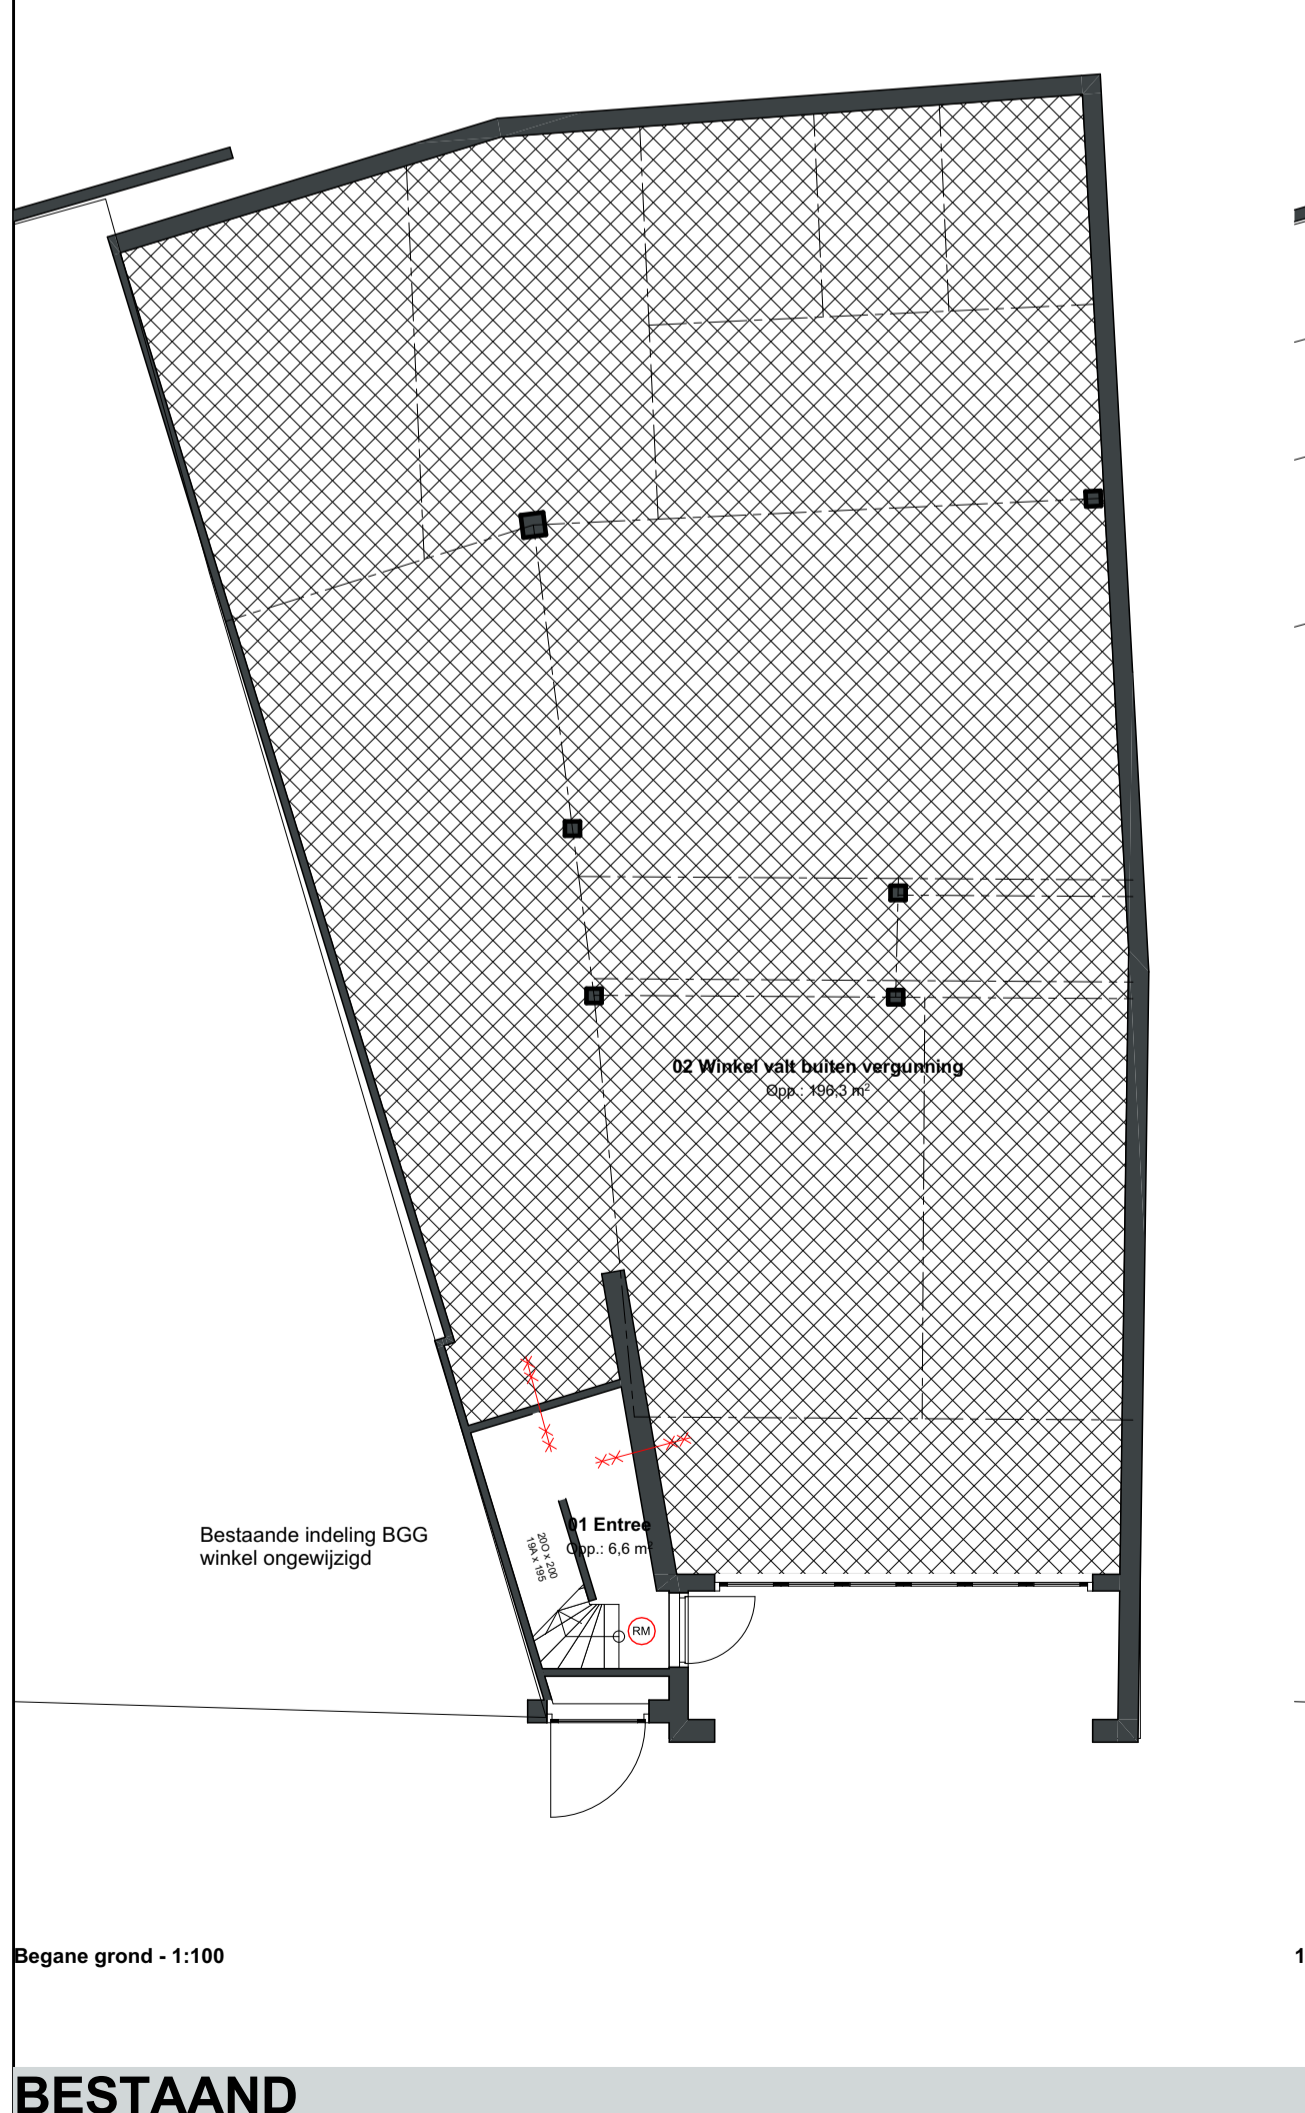 02 Winkel valt buiten vergunning
Opp.: 196,3 m²
01 Entree
Opp.: 6,6 m²
20O x 200
19A x 195
RM
Bestaande indeling BGG
winkel ongewijzigd
Begane grond - 1:100
1
BESTAAND